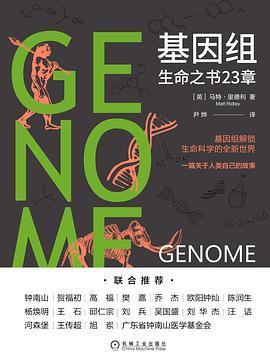 GENOME
基因组
生命之书23章
[英] 马特·里德利 著
Matt Ridley
尹烨 译
基因组解锁
生命科学的全新世界
一篇关于人类自己的故事
GENOME
·联合推荐·
钟南山 贺福初 高福 樊嘉 乔杰 欧阳钟灿 陈润生
杨焕明 王石 邱仁宗 刘兵 吴国盛 刘华杰 汪诘
河森堡 王传超 旭岽 广东省钟南山医学基金会
机械工业出版社
CHINA MACHINE PRESS